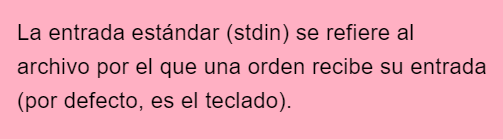 La entrada estándar (stdin) se refiere al
archivo por el que una orden recibe su entrada
(por defecto, es el teclado).